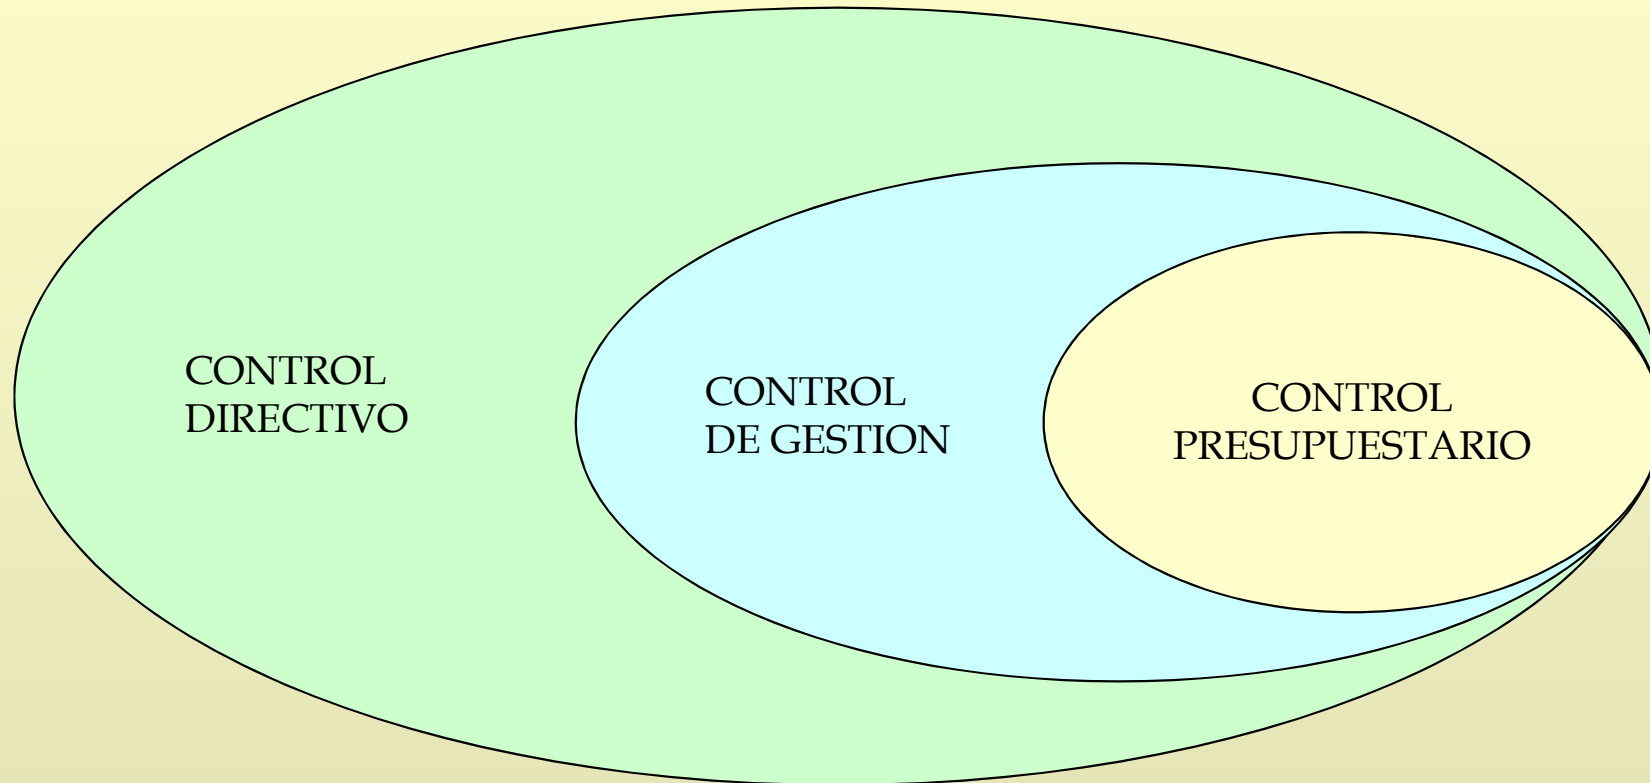 CONTROL
DIRECTIVO
CONTROL
DE GESTION
CONTROL
PRESUPUESTARIO